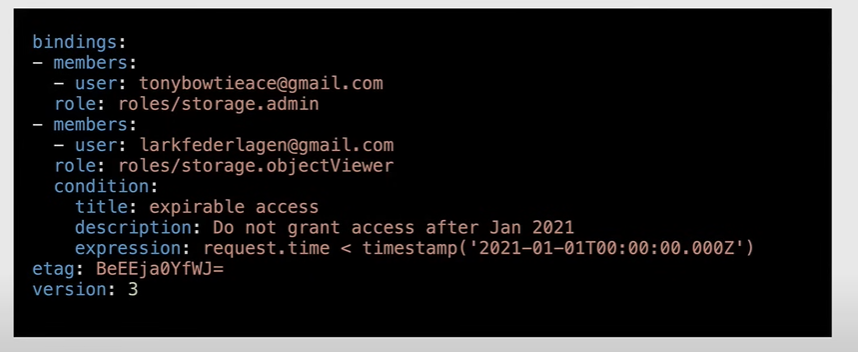 bindings:
- members:
  - user: tonybowtieace@gmail.com
  role: roles/storage.admin
- members:
  - user: larkfederlagen@gmail.com
  role: roles/storage.objectViewer
  condition:
    title: expirable access
    description: Do not grant access after Jan 2021
    expression: request.time < timestamp('2021-01-01T00:00:00.000Z')
etag: BeEEja0YfWJ=
version: 3